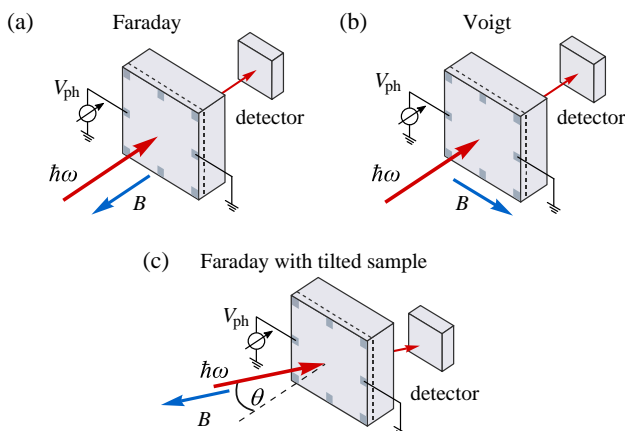 (a) Faraday
V_ph
detector
ħω
B
(b) Voigt
V_ph
detector
ħω
B
(c) Faraday with tilted sample
V_ph
ħω
θ
detector
B